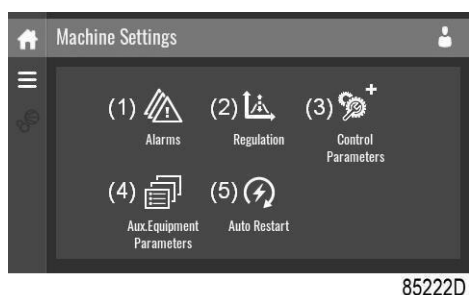 Machine Settings
(1) (2) (3)
Alarms Regulation Control
Parameters
(4) (5)
Aux.Equipment Auto Restart
Parameters
85222D